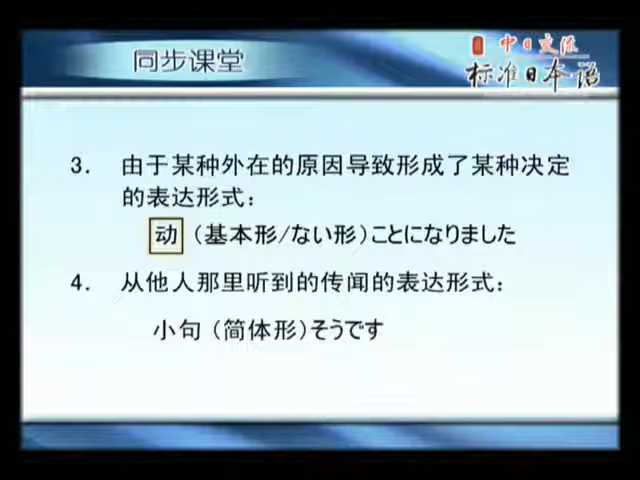 同步课堂
中日交流
标准日本语
3. 由于某种外在的原因导致形成了某种决定
的表达形式：
动（基本形/ない形）ことになりました
4. 从他人那里听到的传闻的表达形式：
小句（简体形）そうです